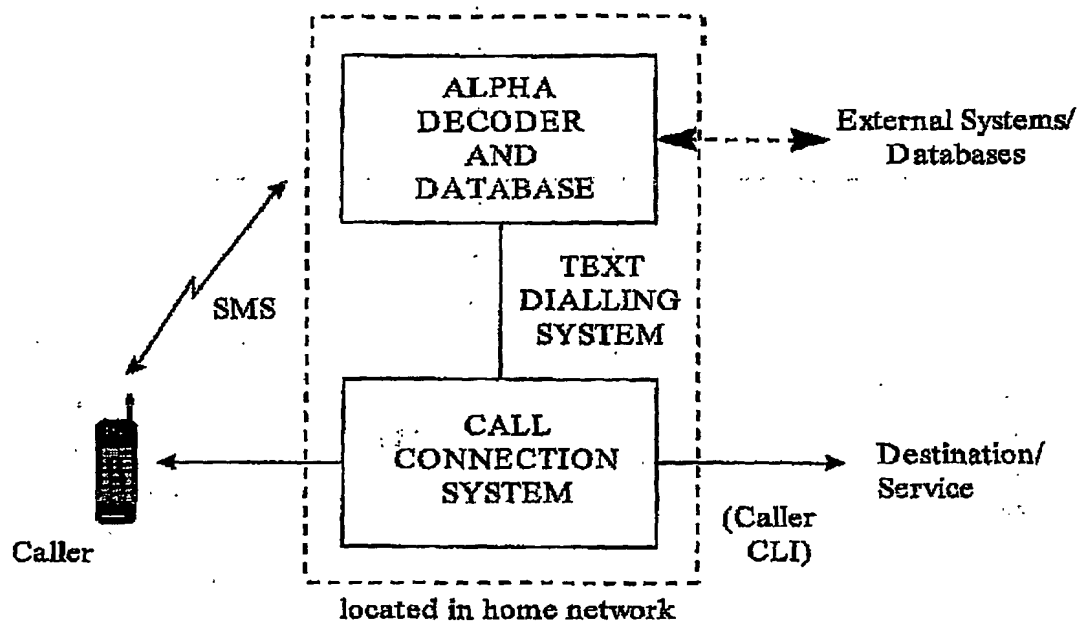 ALPHA
DECODER
AND
DATABASE
External Systems/
Databases
TEXT
DIALLING
SYSTEM
SMS
CALL
CONNECTION
SYSTEM
Destination/
Service
(Caller
CLI)
Caller
located in home network